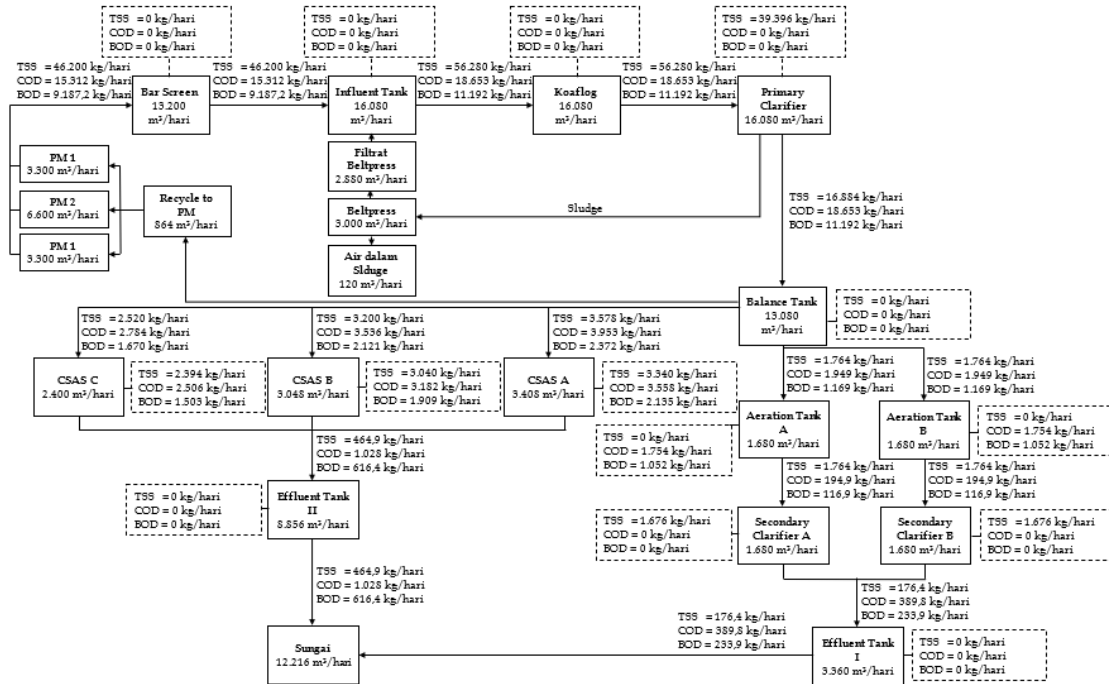 TSS = 0 kg/hari
COD = 0 kg/hari
BOD = 0 kg/hari
TSS = 0 kg/hari
COD = 0 kg/hari
BOD = 0 kg/hari
TSS = 0 kg/hari
COD = 0 kg/hari
BOD = 0 kg/hari
TSS = 39.396 kg/hari
COD = 0 kg/hari
BOD = 0 kg/hari
TSS = 46.200 kg/hari
COD = 15.312 kg/hari
BOD = 9.187,2 kg/hari
Bar Screen
13.200
m³/hari
TSS = 46.200 kg/hari
COD = 15.312 kg/hari
BOD = 9.187,2 kg/hari
Influent Tank
16.080
m³/hari
TSS = 56.280 kg/hari
COD = 18.653 kg/hari
BOD = 11.192 kg/hari
Koaflog
16.080
m³/hari
TSS = 56.280 kg/hari
COD = 18.653 kg/hari
BOD = 11.192 kg/hari
Primary
Clarifier
16.080 m³/hari
PM 1
3.300 m³/hari
PM 2
6.600 m³/hari
PM 1
3.300 m³/hari
Recycle to
PM
864 m³/hari
Filtrat
Beltpress
2.880 m³/hari
Beltpress
3.000 m³/hari
Air dalam
Slduge
120 m³/hari
Sludge
TSS = 16.884 kg/hari
COD = 18.653 kg/hari
BOD = 11.192 kg/hari
Balance Tank
13.080
m³/hari
TSS = 0 kg/hari
COD = 0 kg/hari
BOD = 0 kg/hari
TSS = 2.520 kg/hari
COD = 2.784 kg/hari
BOD = 1.670 kg/hari
TSS = 3.200 kg/hari
COD = 3.536 kg/hari
BOD = 2.121 kg/hari
TSS = 3.578 kg/hari
COD = 3.953 kg/hari
BOD = 2.372 kg/hari
CSAS C
2.400 m³/hari
TSS = 2.394 kg/hari
COD = 2.506 kg/hari
BOD = 1.503 kg/hari
CSAS B
3.048 m³/hari
TSS = 3.040 kg/hari
COD = 3.182 kg/hari
BOD = 1.909 kg/hari
CSAS A
3.408 m³/hari
TSS = 3.340 kg/hari
COD = 3.558 kg/hari
BOD = 2.135 kg/hari
TSS = 1.764 kg/hari
COD = 1.949 kg/hari
BOD = 1.169 kg/hari
TSS = 1.764 kg/hari
COD = 1.949 kg/hari
BOD = 1.169 kg/hari
Aeration Tank
A
1.680 m³/hari
TSS = 0 kg/hari
COD = 1.754 kg/hari
BOD = 1.052 kg/hari
Aeration Tank
B
1.680 m³/hari
TSS = 0 kg/hari
COD = 1.754 kg/hari
BOD = 1.052 kg/hari
TSS = 464,9 kg/hari
COD = 1.028 kg/hari
BOD = 616,4 kg/hari
TSS = 1.764 kg/hari
COD = 194,9 kg/hari
BOD = 116,9 kg/hari
TSS = 1.764 kg/hari
COD = 194,9 kg/hari
BOD = 116,9 kg/hari
TSS = 0 kg/hari
COD = 0 kg/hari
BOD = 0 kg/hari
Effluent Tank
II
8.856 m³/hari
TSS = 1.676 kg/hari
COD = 0 kg/hari
BOD = 0 kg/hari
Secondary
Clarifier A
1.680 m³/hari
Secondary
Clarifier B
1.680 m³/hari
TSS = 1.676 kg/hari
COD = 0 kg/hari
BOD = 0 kg/hari
TSS = 464,9 kg/hari
COD = 1.028 kg/hari
BOD = 616,4 kg/hari
TSS = 176,4 kg/hari
COD = 389,8 kg/hari
BOD = 233,9 kg/hari
TSS = 176,4 kg/hari
COD = 389,8 kg/hari
BOD = 233,9 kg/hari
Sungai
12.216 m³/hari
Effluent Tank
I
3.360 m³/hari
TSS = 0 kg/hari
COD = 0 kg/hari
BOD = 0 kg/hari